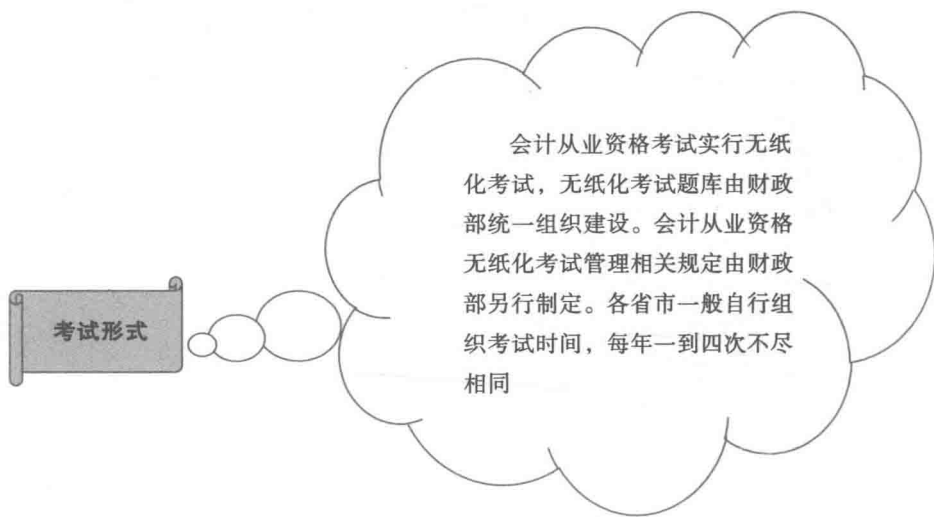 会计从业资格考试实行无纸
化考试，无纸化考试题库由财政
部统一组织建设。会计从业资格
无纸化考试管理相关规定由财政
部另行制定。各省市一般自行组
织考试时间，每年一到四次不尽
相同
考试形式